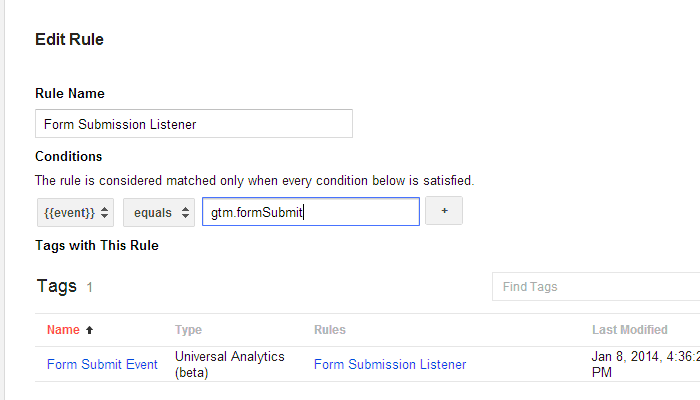 Edit Rule
Rule Name
Form Submission Listener
Conditions
The rule is considered matched only when every condition below is satisfied.
{{event}} equals gtm.formSubmit +
Tags with This Rule
Tags 1 Find Tags
Name Type Rules Last Modified
Form Submit Event Universal Analytics (beta) Form Submission Listener Jan 8, 2014, 4:36:2 PM